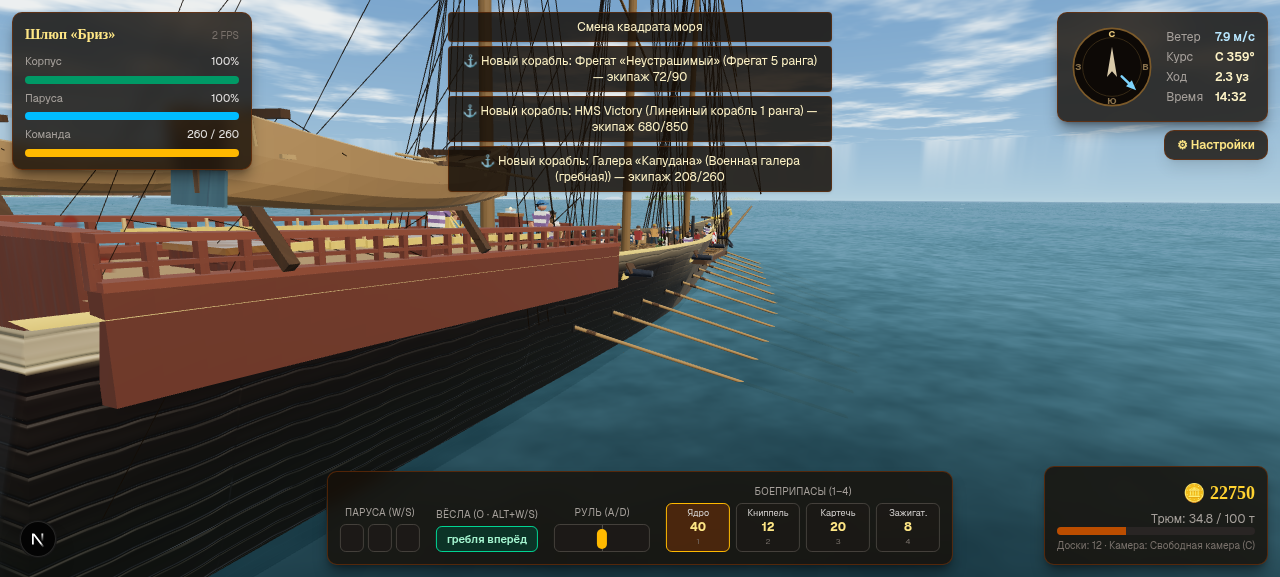 Шлюп «Бриз»
2 FPS
Корпус
100%
Паруса
100%
Команда
260 / 260
Смена квадрата моря
⚓ Новый корабль: Фрегат «Неустрашимый» (Фрегат 5 ранга)
— экипаж 72/90
⚓ Новый корабль: HMS Victory (Линейный корабль 1 ранга) —
экипаж 680/850
⚓ Новый корабль: Галера «Капудана» (Военная галера
(гребная)) — экипаж 208/260
С
З
В
Ю
Ветер 7.9 м/с
Курс С 359°
Ход 2.3 уз
Время 14:32
⚙ Настройки
ПАРУСА (W/S)
ВЁСЛА (O · ALT+W/S)
гребля вперёд
РУЛЬ (A/D)
БОЕПРИПАСЫ (1–4)
Ядро
40
1
Книппель
12
2
Картечь
20
3
Зажигат.
8
4
🪙 22750
Трюм: 34.8 / 100 т
Доски: 12 · Камера: Свободная камера (C)
N